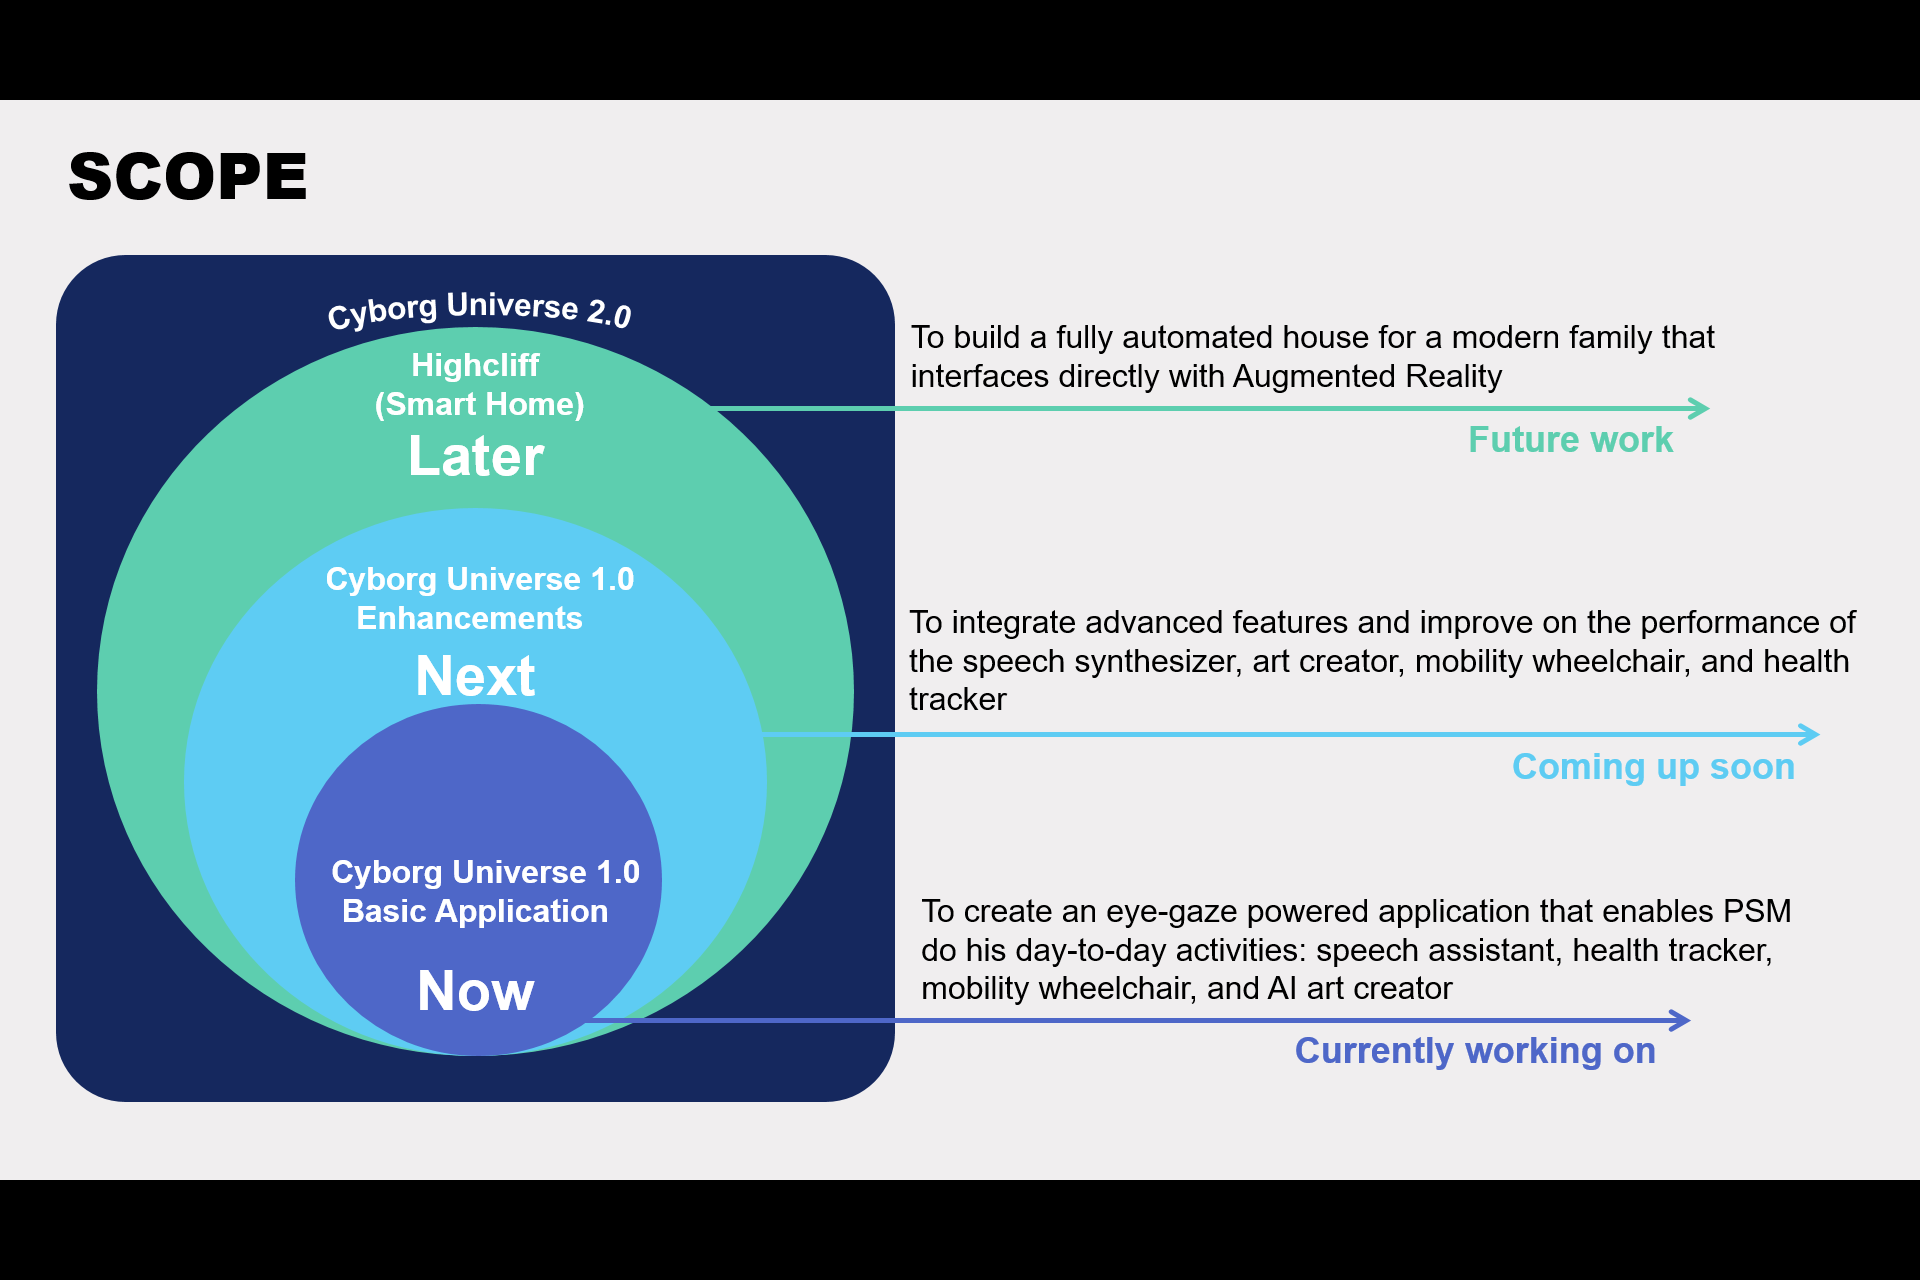 SCOPE
Cyborg Universe 2.0
Highcliff
(Smart Home)
Later
To build a fully automated house for a modern family that
interfaces directly with Augmented Reality
Future work
Cyborg Universe 1.0
Enhancements
Next
To integrate advanced features and improve on the performance of
the speech synthesizer, art creator, mobility wheelchair, and health
tracker
Coming up soon
Cyborg Universe 1.0
Basic Application
Now
To create an eye-gaze powered application that enables PSM
do his day-to-day activities: speech assistant, health tracker,
mobility wheelchair, and AI art creator
Currently working on